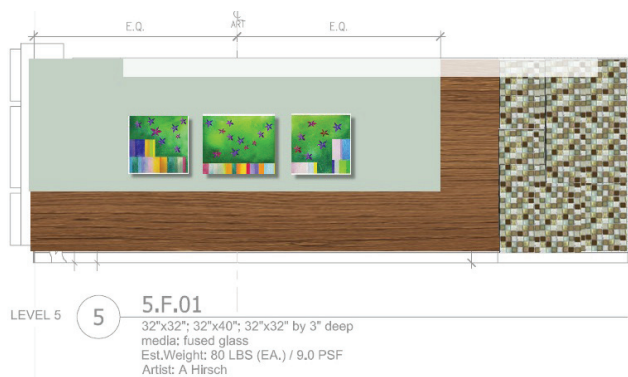 C̲L
ART
E.Q.
E.Q.
LEVEL 5
5
5.F.01
32"x32"; 32"x40"; 32"x32" by 3" deep
media: fused glass
Est.Weight: 80 LBS (EA.) / 9.0 PSF
Artist: A Hirsch